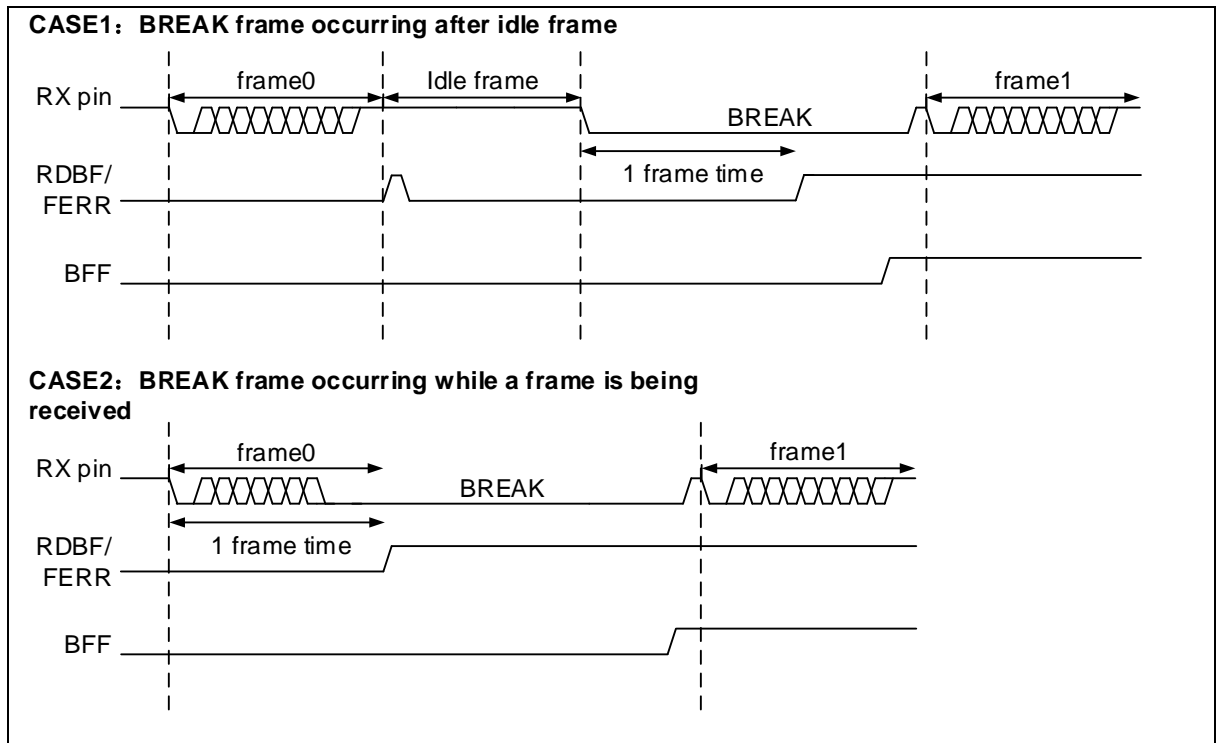 CASE1：BREAK frame occurring after idle frame
frame0
Idle frame
frame1
RX pin
BREAK
1 frame time
RDBF/
FERR
BFF
CASE2：BREAK frame occurring while a frame is being
received
frame0
frame1
RX pin
BREAK
1 frame time
RDBF/
FERR
BFF